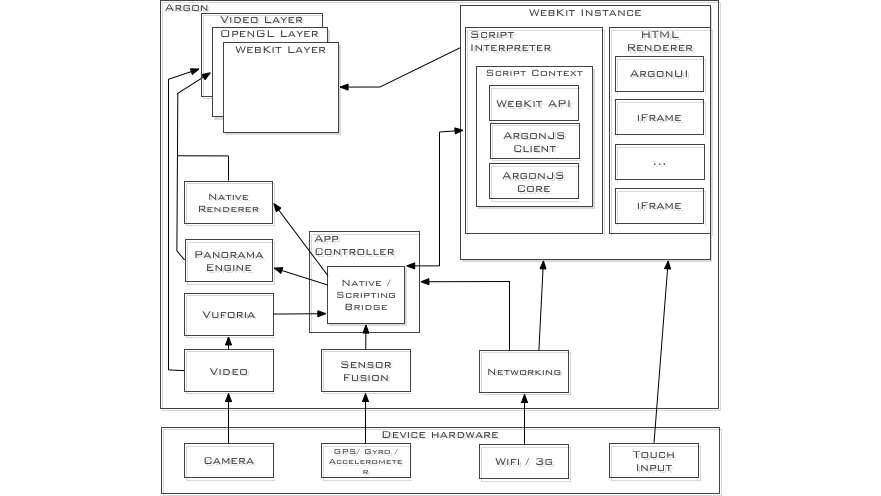 Argon
Video Layer
OpenGL Layer
WebKit Layer
WebKit Instance
Script
Interpreter
Script Context
WebKit API
ArgonJS
Client
ArgonJS
Core
HTML
Renderer
ArgonUI
iFrame
...
iFrame
Native
Renderer
Panorama
Engine
Vuforia
Video
App
Controller
Native /
Scripting
Bridge
Sensor
Fusion
Networking
Device hardware
Camera
GPS/ Gyro /
Acceleromete
r
Wifi / 3G
Touch
Input